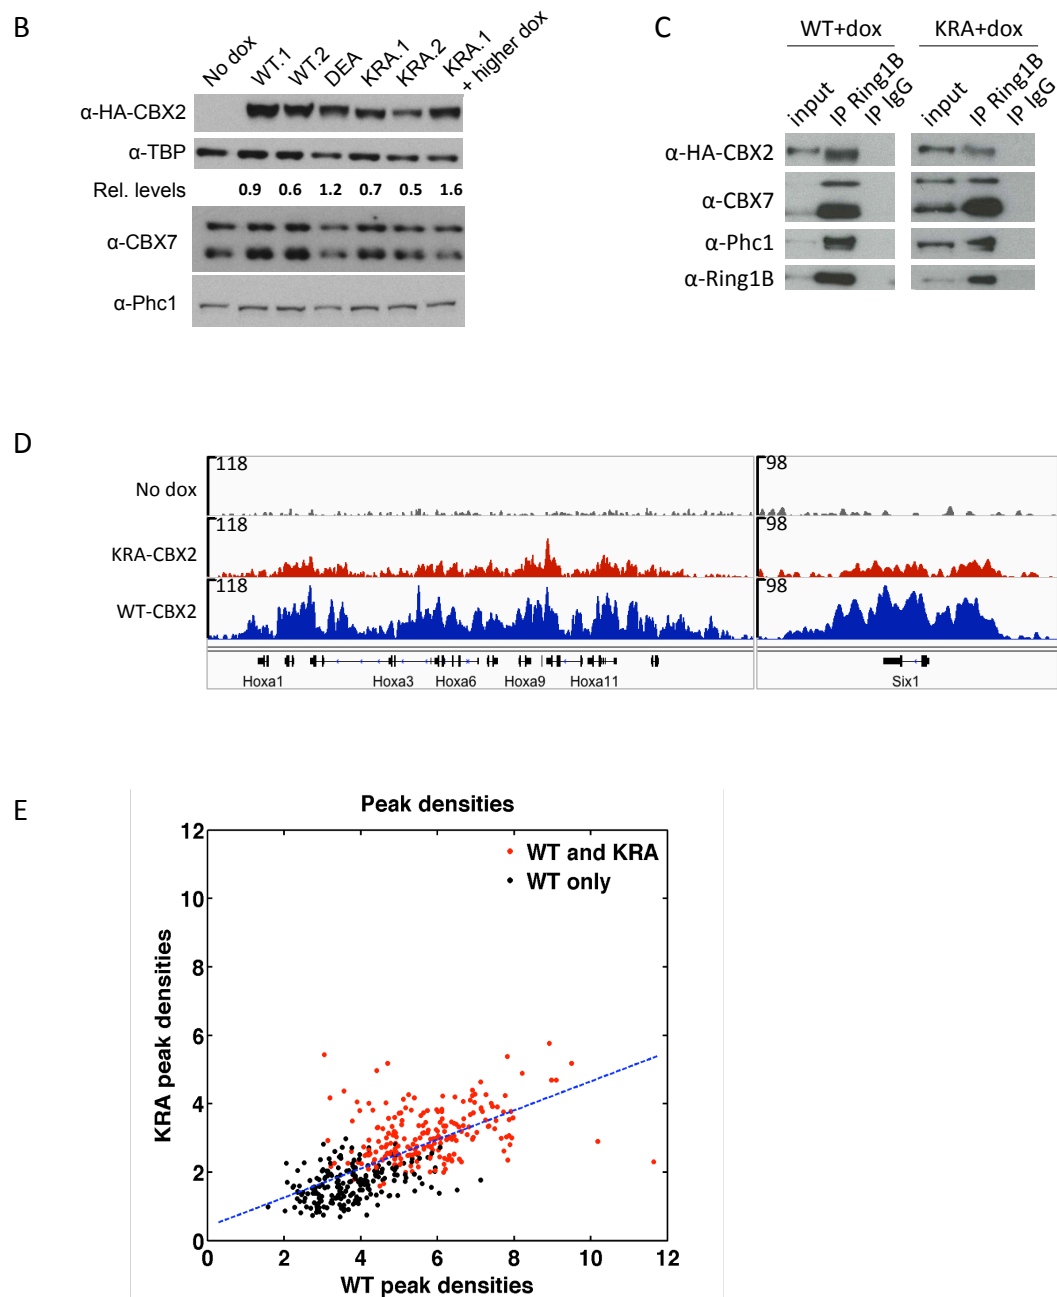 B
No dox
WT.1
WT.2
DEA
KRA.1
KRA.2
KRA.1
+ higher dox
α-HA-CBX2
α-TBP
Rel. levels 0.9 0.6 1.2 0.7 0.5 1.6
α-CBX7
α-Phc1
C
WT+dox KRA+dox
input
IP Ring1B
IP IgG
input
IP Ring1B
IP IgG
α-HA-CBX2
α-CBX7
α-Phc1
α-Ring1B
D
118 98
No dox
118 98
KRA-CBX2
118 98
WT-CBX2
Hoxa1 Hoxa3 Hoxa6 Hoxa9 Hoxa11 Six1
E
Peak densities
12
10
8
6
4
2
0
WT and KRA
WT only
KRA peak densities
0 2 4 6 8 10 12
WT peak densities